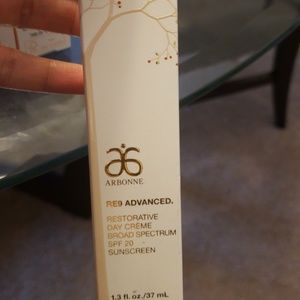 ARBONNE
RE9 ADVANCED.
RESTORATIVE
DAY CRÈME
BROAD SPECTRUM
SPF 20
SUNSCREEN
1.3 fl. oz./37 mL